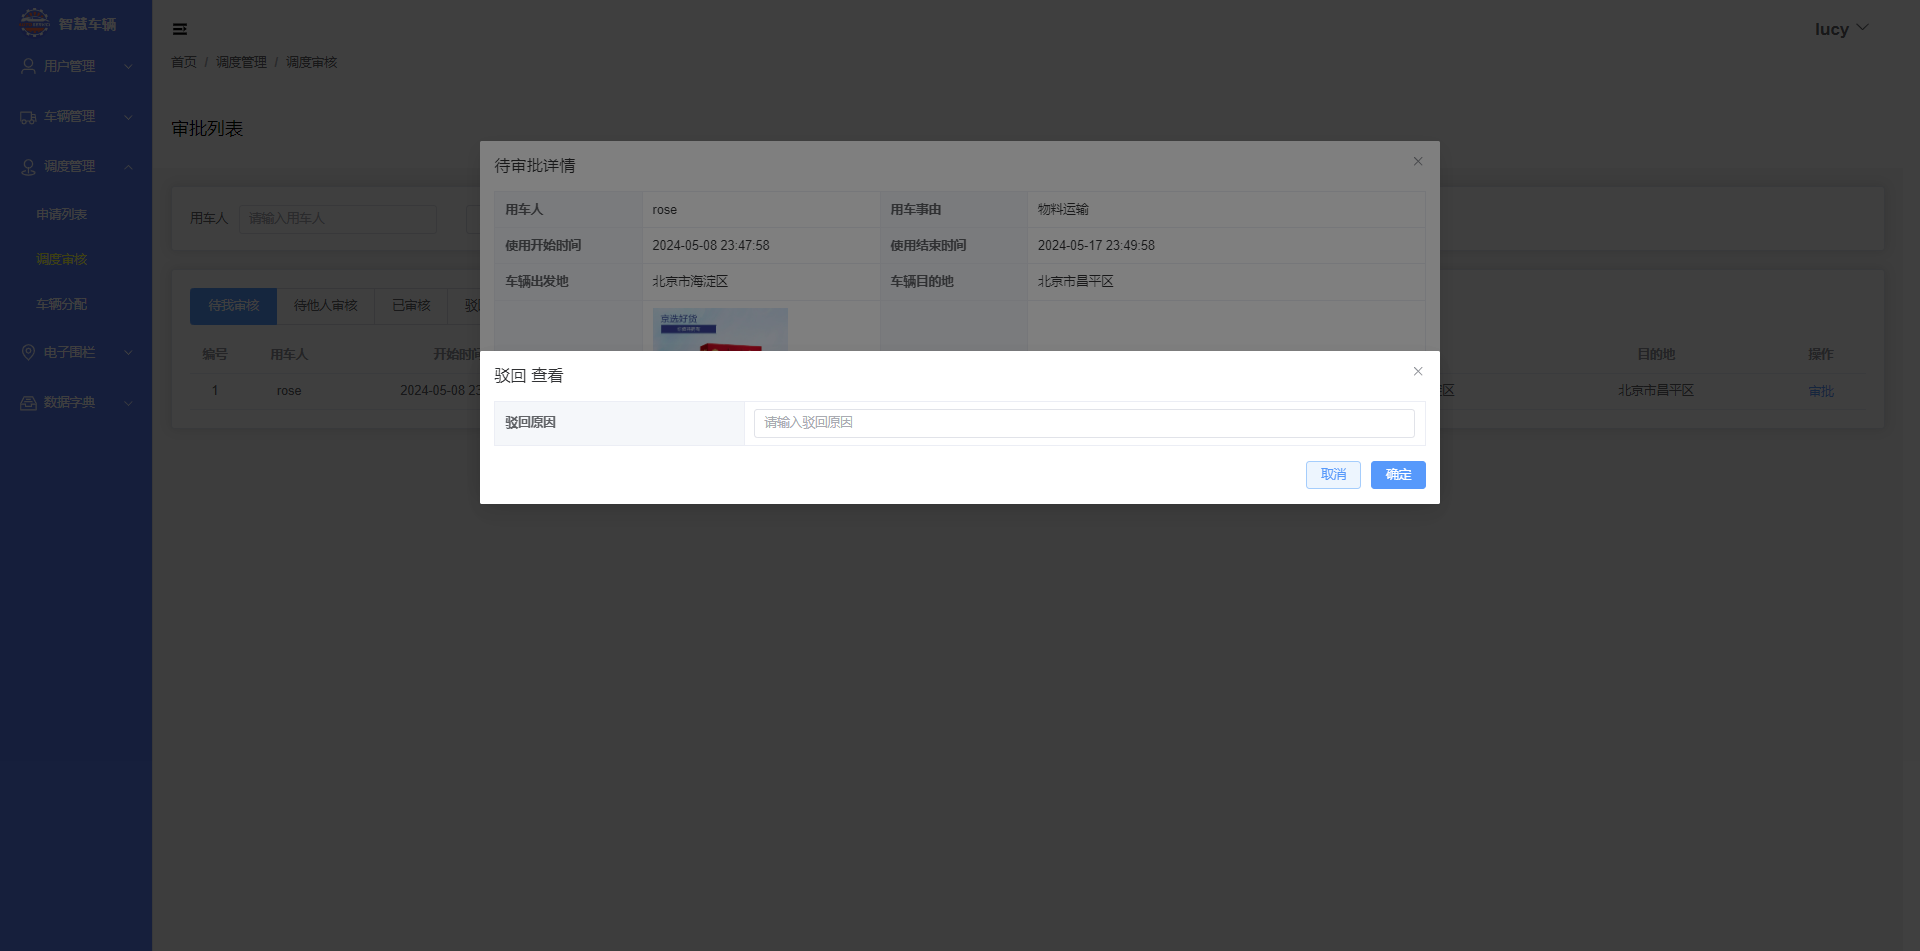 智慧车辆
lucy
用户管理
首页 / 调度管理 / 调度审核
车辆管理
审批列表
调度管理
待审批详情
用车人 rose 用车事由 物料运输
申请列表
用车人 请输入用车人
使用开始时间 2024-05-08 23:47:58 使用结束时间 2024-05-17 23:49:58
调度审核
车辆出发地 北京市海淀区 车辆目的地 北京市昌平区
车辆分配
待我审核 待他人审核 已审核
京选好货
电子围栏
编号 用车人 开始时间 目的地 操作
驳回 查看
1 rose 2024-05-08 23 区 北京市昌平区 审批
数据字典
驳回原因 请输入驳回原因
取消 确定